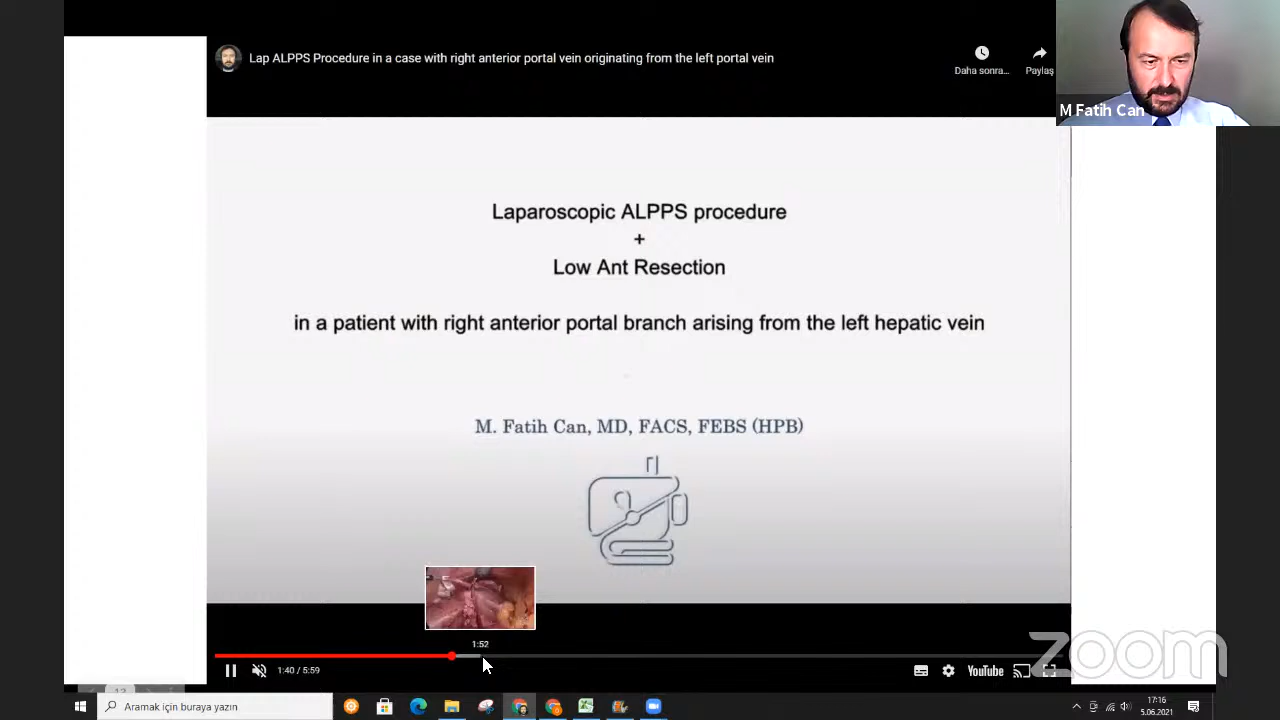 Lap ALPPS Procedure in a case with right anterior portal vein originating from the left portal vein
Daha sonra...
Paylaş
M Fatih Can
Laparoscopic ALPPS procedure
+
Low Ant Resection
in a patient with right anterior portal branch arising from the left hepatic vein
M. Fatih Can, MD, FACS, FEBS (HPB)
1:52
1:40 / 5:59
YouTube
zoom
12
Aramak için buraya yazın
17:16
5.06.2021